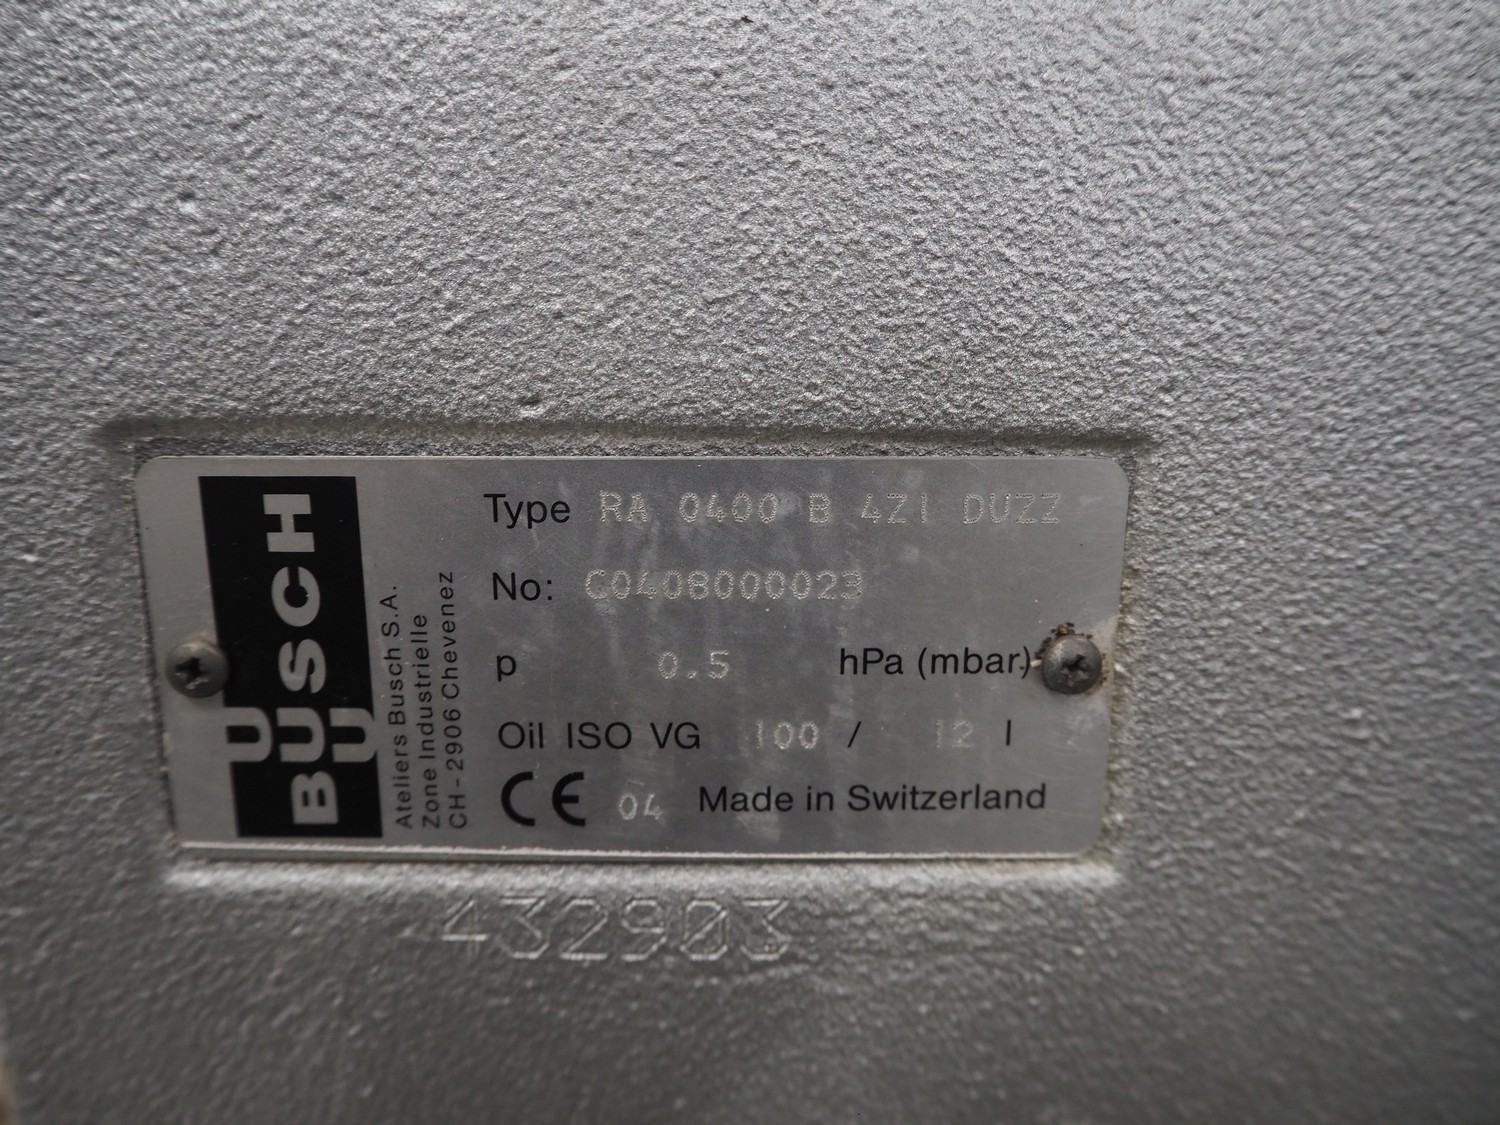 BUSCH
Ateliers Busch S.A.
Zone Industrielle
CH - 2906 Chevenez
Type RA 0400 B 4Z1 DUZZ
No: C0408000023
p 0.5 hPa (mbar)
Oil ISO VG 100 / 12 l
CE 04 Made in Switzerland
432903